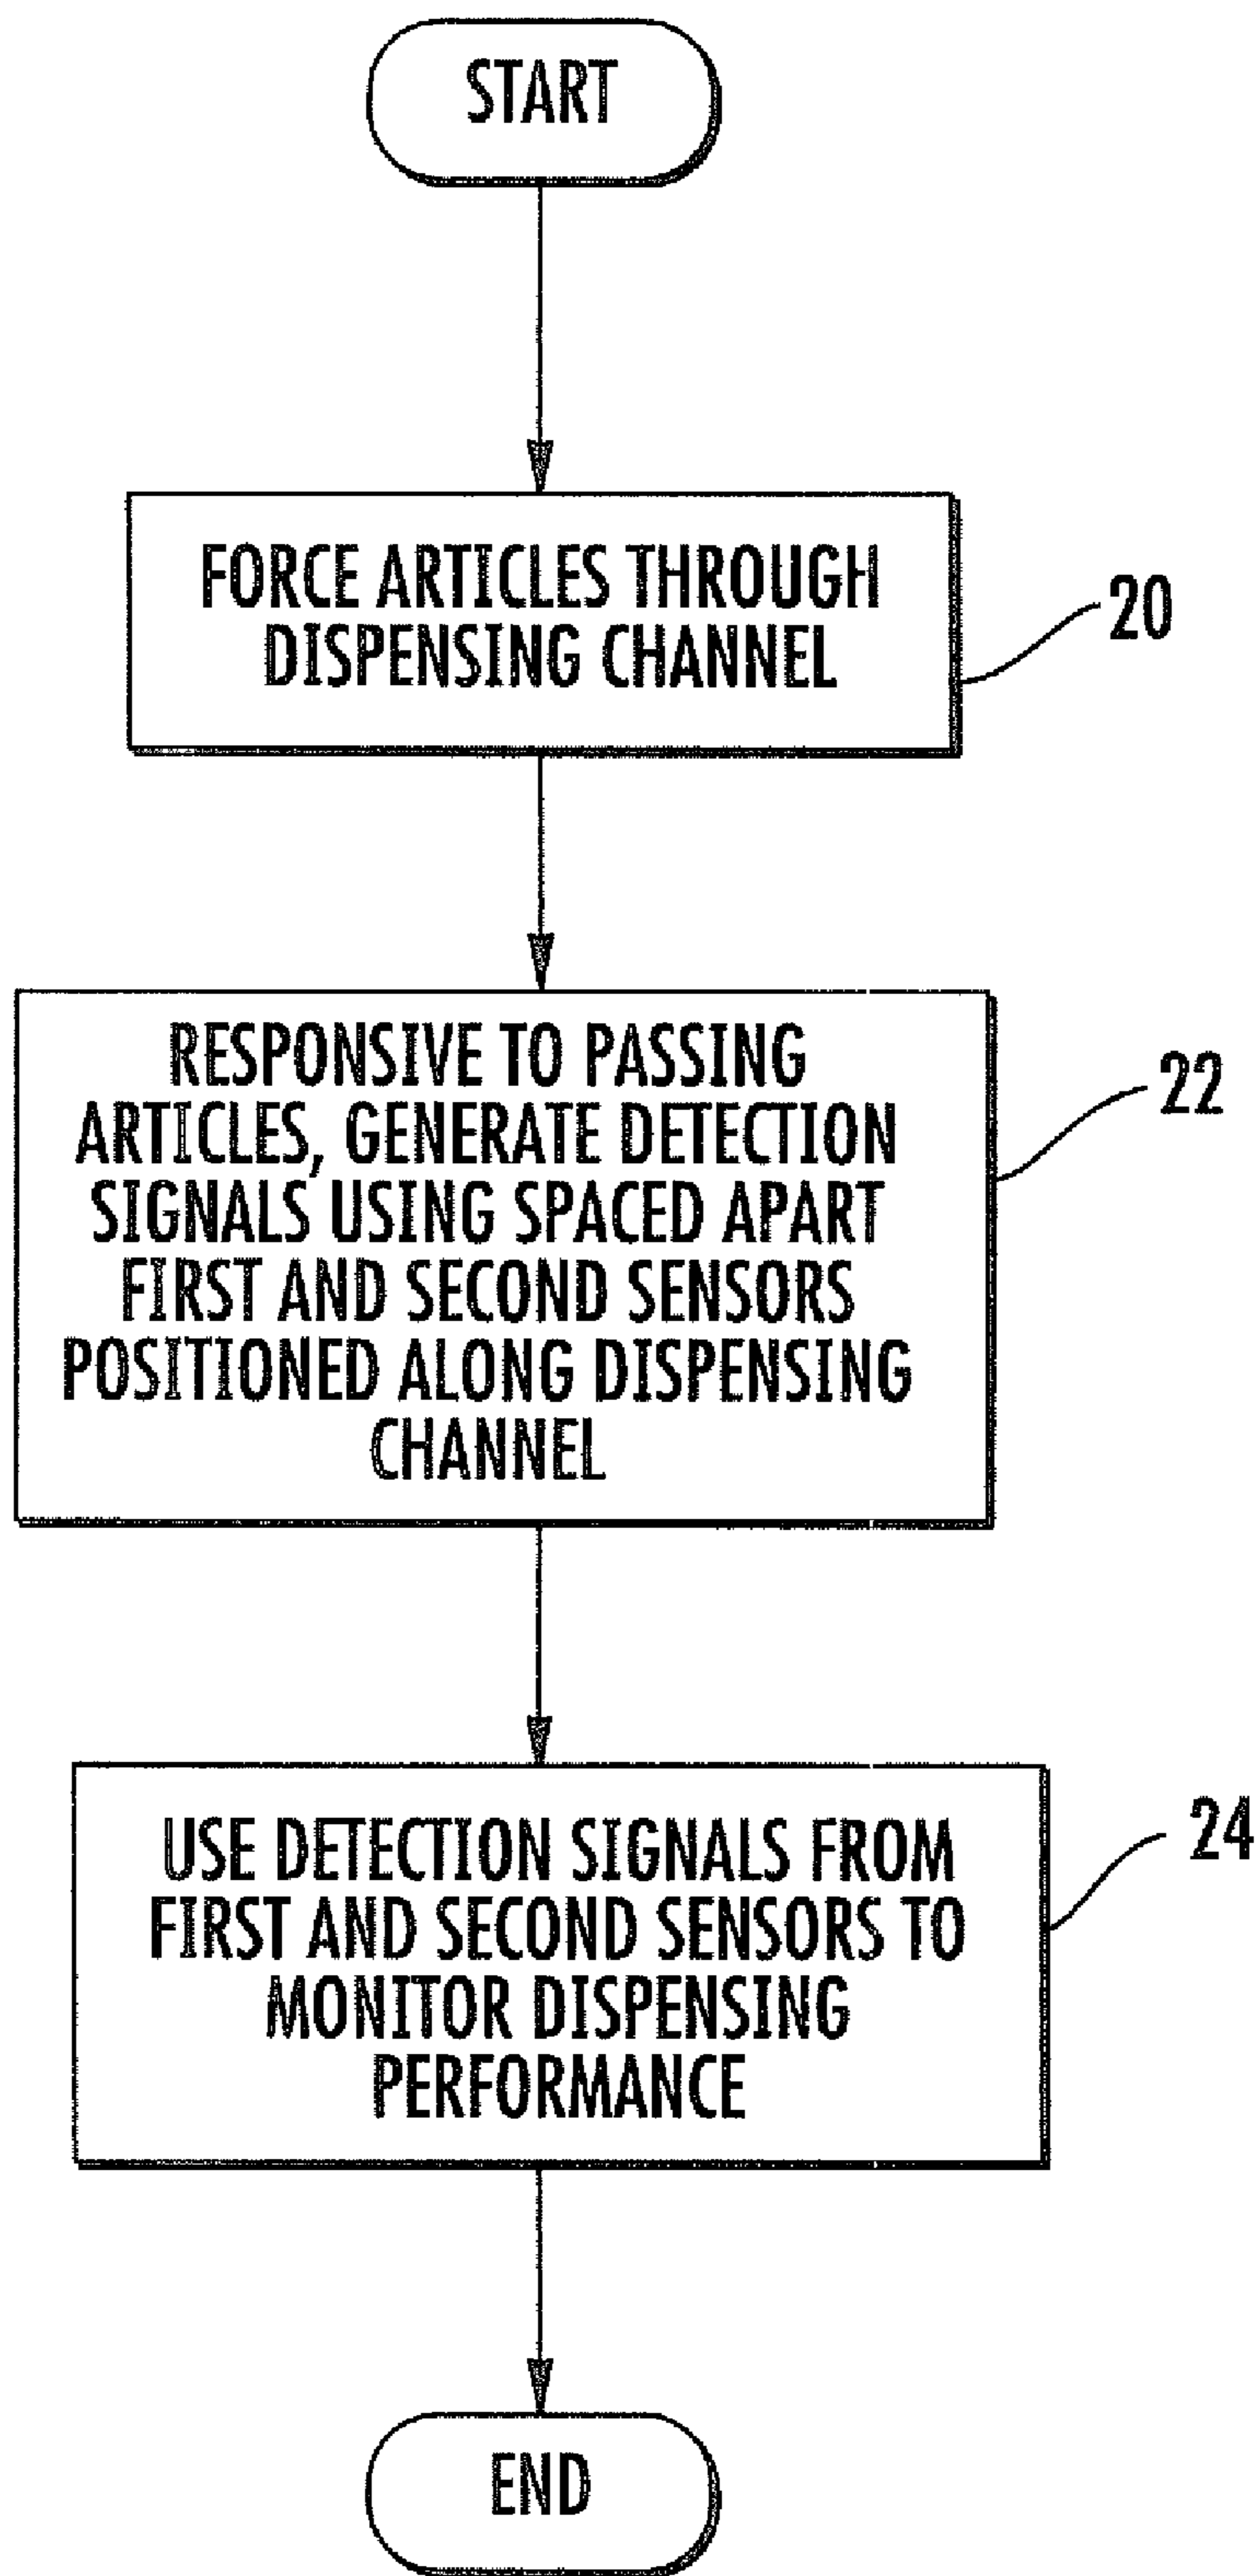 START
FORCE ARTICLES THROUGH
DISPENSING CHANNEL
20
RESPONSIVE TO PASSING
ARTICLES, GENERATE DETECTION
SIGNALS USING SPACED APART
FIRST AND SECOND SENSORS
POSITIONED ALONG DISPENSING
CHANNEL
22
USE DETECTION SIGNALS FROM
FIRST AND SECOND SENSORS TO
MONITOR DISPENSING
PERFORMANCE
24
END